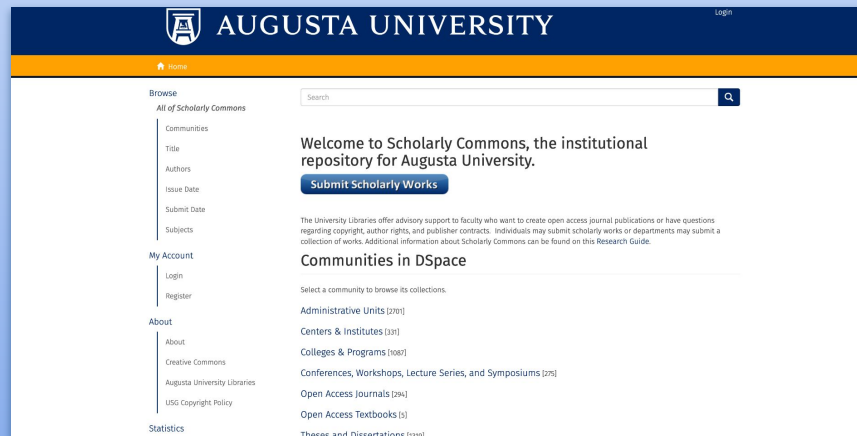 AUGUSTA UNIVERSITY
Login
Home
Browse
All of Scholarly Commons
Communities
Title
Authors
Issue Date
Submit Date
Subjects
My Account
Login
Register
About
About
Creative Commons
Augusta University Libraries
USG Copyright Policy
Statistics
Search
Welcome to Scholarly Commons, the institutional
repository for Augusta University.
Submit Scholarly Works
The University Libraries offer advisory support to faculty who want to create open access journal publications or have questions
regarding copyright, author rights, and publisher contracts. Individuals may submit scholarly works or departments may submit a
collection of works. Additional information about Scholarly Commons can be found on this Research Guide.
Communities in DSpace
Select a community to browse its collections.
Administrative Units [2701]
Centers & Institutes [331]
Colleges & Programs [1087]
Conferences, Workshops, Lecture Series, and Symposiums [275]
Open Access Journals [294]
Open Access Textbooks [5]
Theses and Dissertations